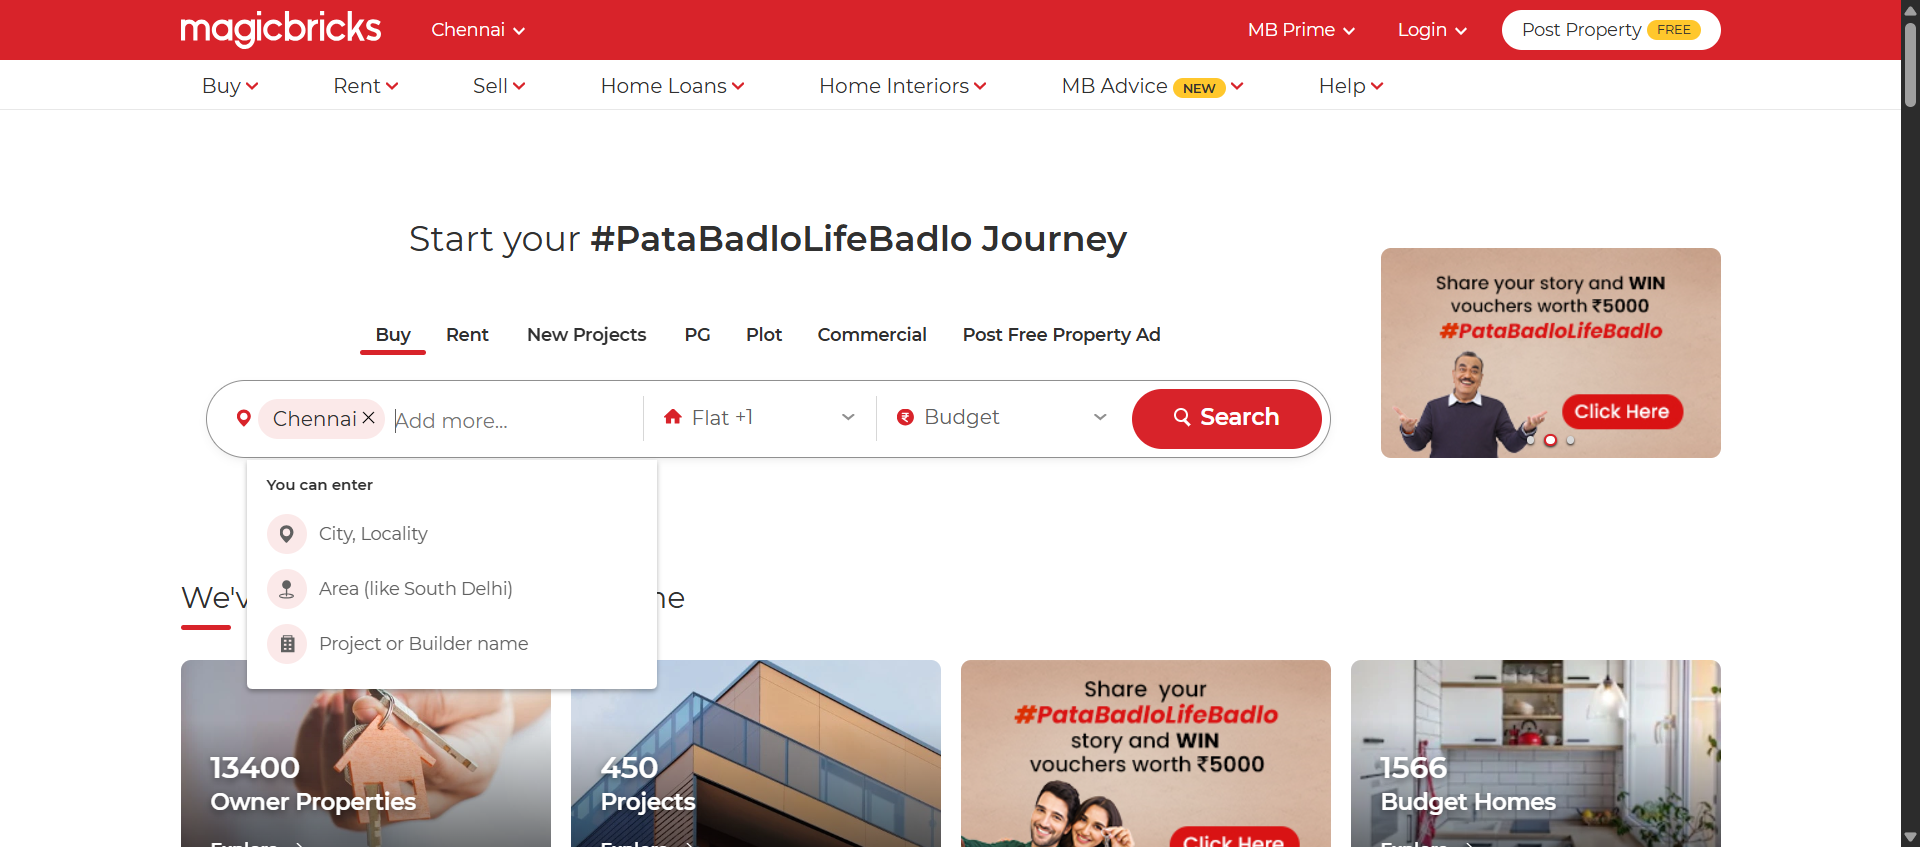 magicbricks
Chennai
MB Prime
Login
Post Property FREE
Buy
Rent
Sell
Home Loans
Home Interiors
MB Advice NEW
Help
Start your #PataBadloLifeBadlo Journey
Buy
Rent
New Projects
PG
Plot
Commercial
Post Free Property Ad
Chennai
Add more...
Flat +1
Budget
Search
Share your story and WIN
vouchers worth ₹5000
#PataBadloLifeBadlo
Click Here
You can enter
City, Locality
Area (like South Delhi)
Project or Builder name
13400
Owner Properties
Explore
450
Projects
Explore
Share your
#PataBadloLifeBadlo
story and WIN
vouchers worth ₹5000
Click Here
1566
Budget Homes
Explore